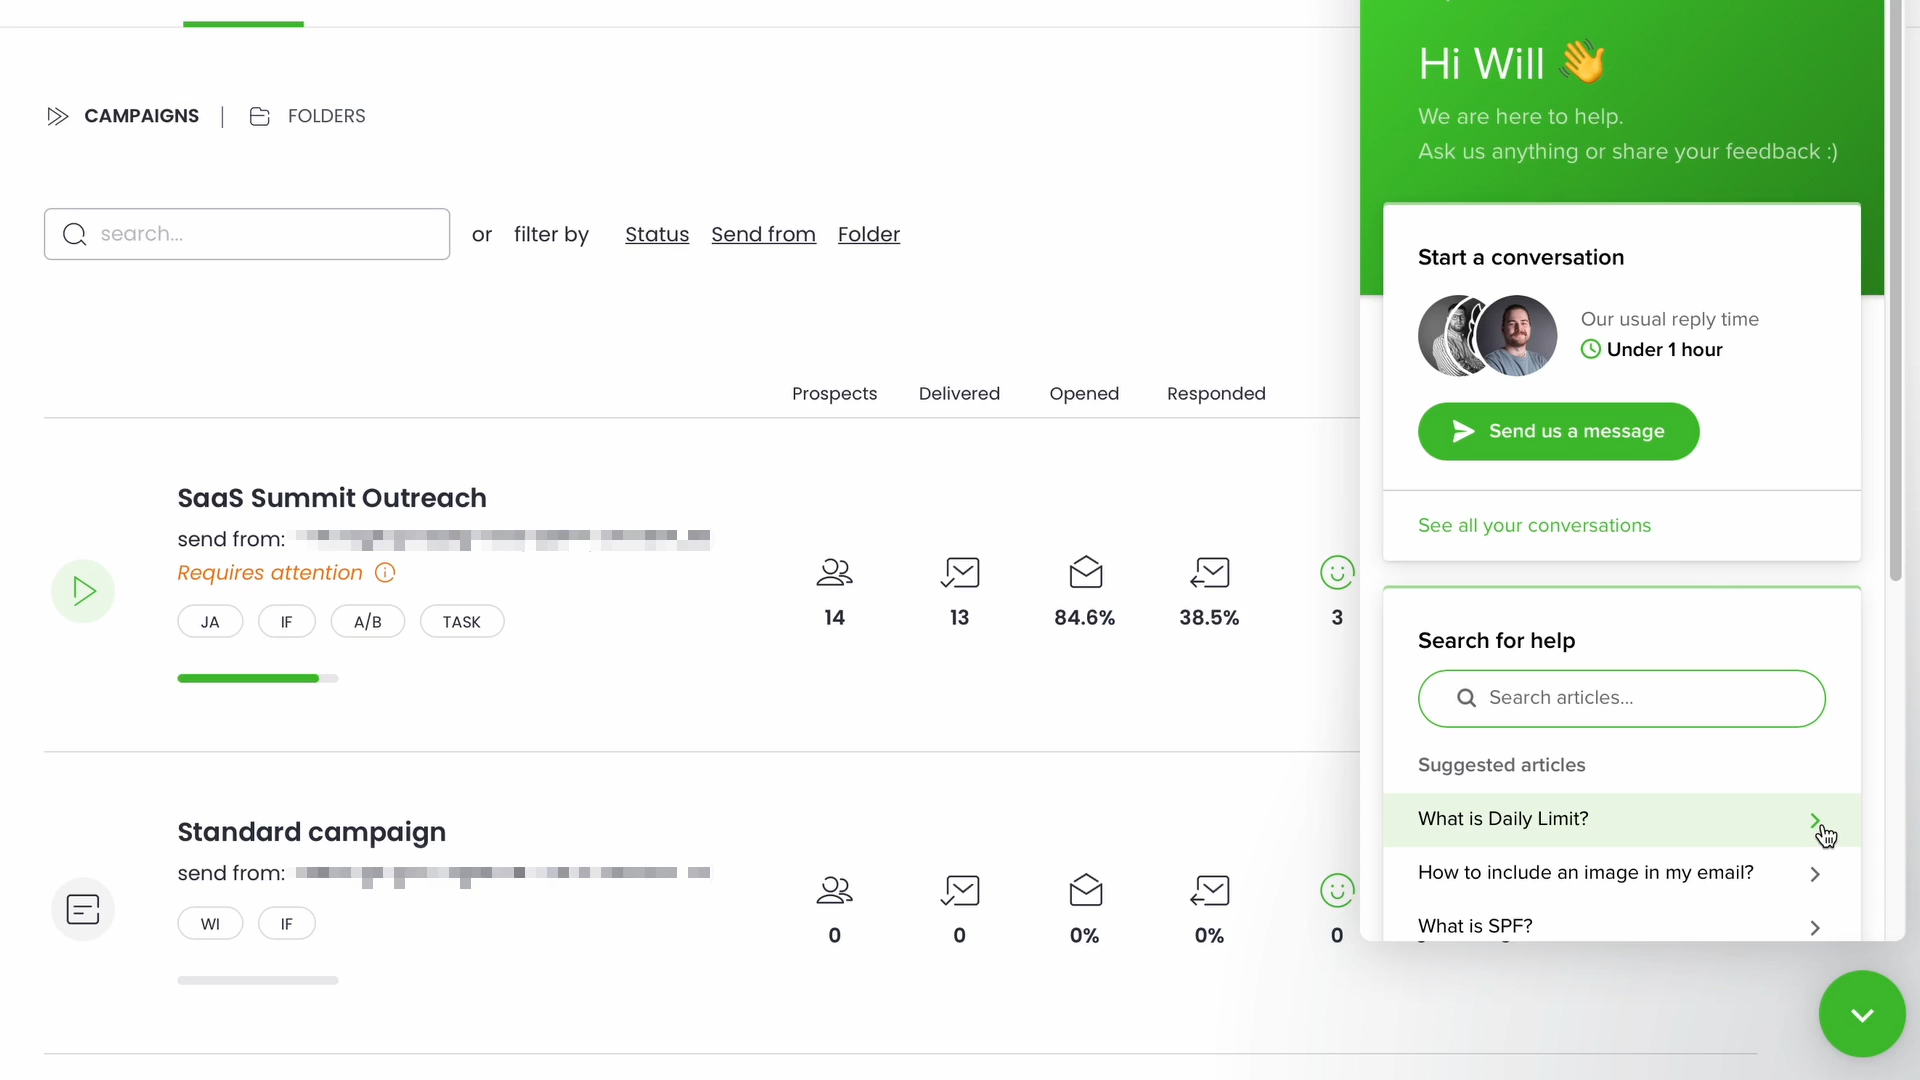 CAMPAIGNS | FOLDERS
search...
or filter by Status Send from Folder
Prospects Delivered Opened Responded
SaaS Summit Outreach
send from:
Requires attention
JA IF A/B TASK
14 13 84.6% 38.5% 3
Standard campaign
send from:
WI IF
0 0 0% 0% 0
Hi Will
We are here to help.
Ask us anything or share your feedback :)
Start a conversation
Our usual reply time
Under 1 hour
Send us a message
See all your conversations
Search for help
Search articles...
Suggested articles
What is Daily Limit?
How to include an image in my email?
What is SPF?